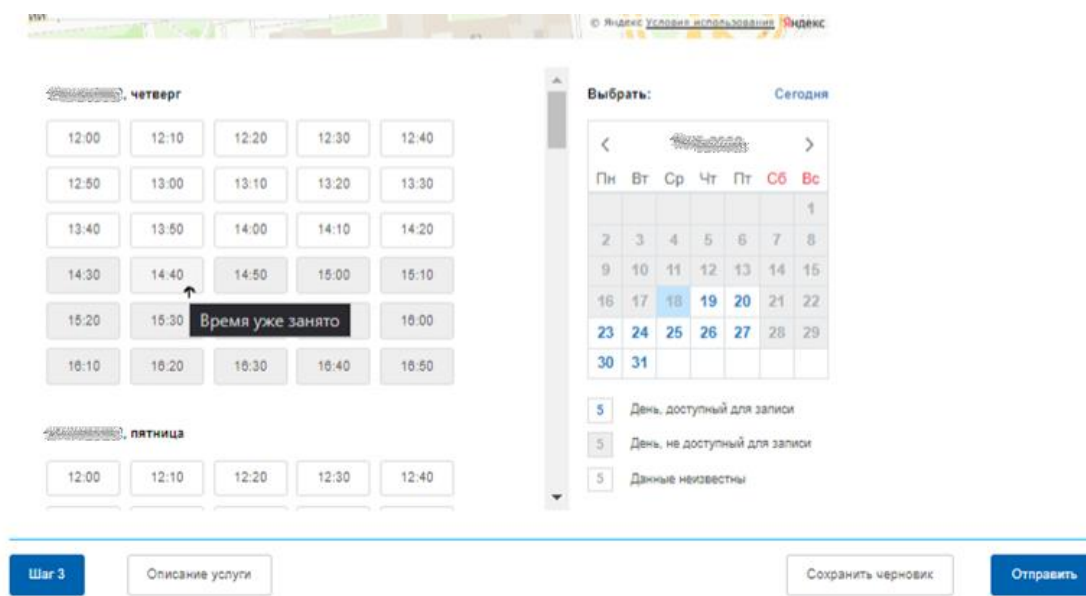 © Яндекс Условия использования Яндекс
, четверг
12:00 12:10 12:20 12:30 12:40
12:50 13:00 13:10 13:20 13:30
13:40 13:50 14:00 14:10 14:20
14:30 14:40 14:50 15:00 15:10
15:20 15:30 Время уже занято 16:00
16:10 16:20 16:30 16:40 16:50
, пятница
12:00 12:10 12:20 12:30 12:40
Выбрать: Сегодня
Пн Вт Ср Чт Пт Сб Вс
1
2 3 4 5 6 7 8
9 10 11 12 13 14 15
16 17 18 19 20 21 22
23 24 25 26 27 28 29
30 31
5 День, доступный для записи
5 День, не доступный для записи
5 Данные неизвестны
Шаг 3 Описание услуги Сохранить черновик Отправить